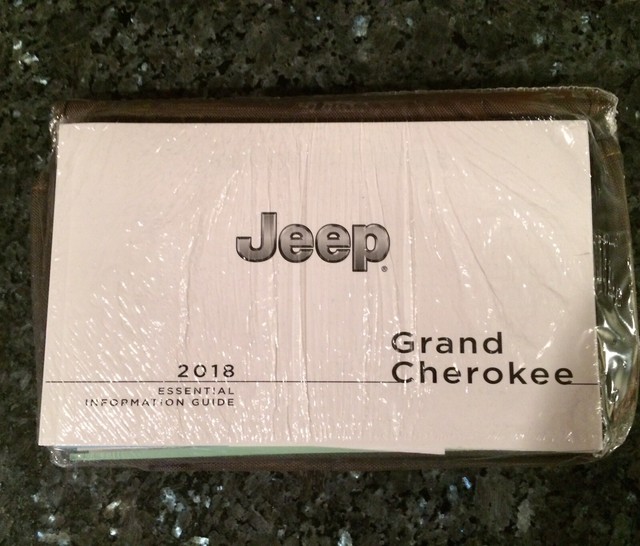 Jeep®
Grand
Cherokee
2018
ESSENTIAL
INFORMATION GUIDE